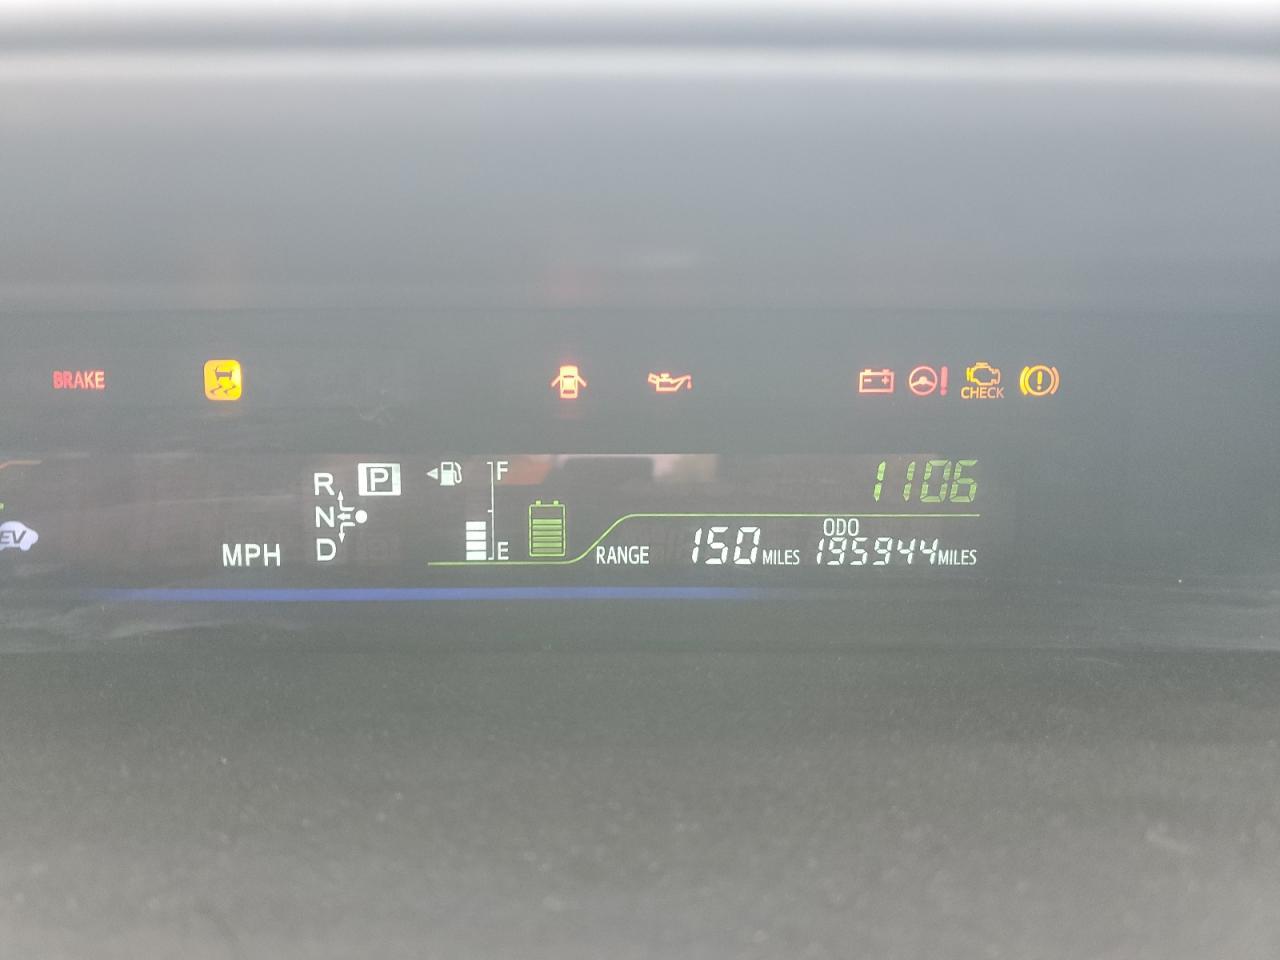 BRAKE
CHECK
R P F 1106
N
EV
ODO
MPH D E RANGE 150 MILES 195944 MILES